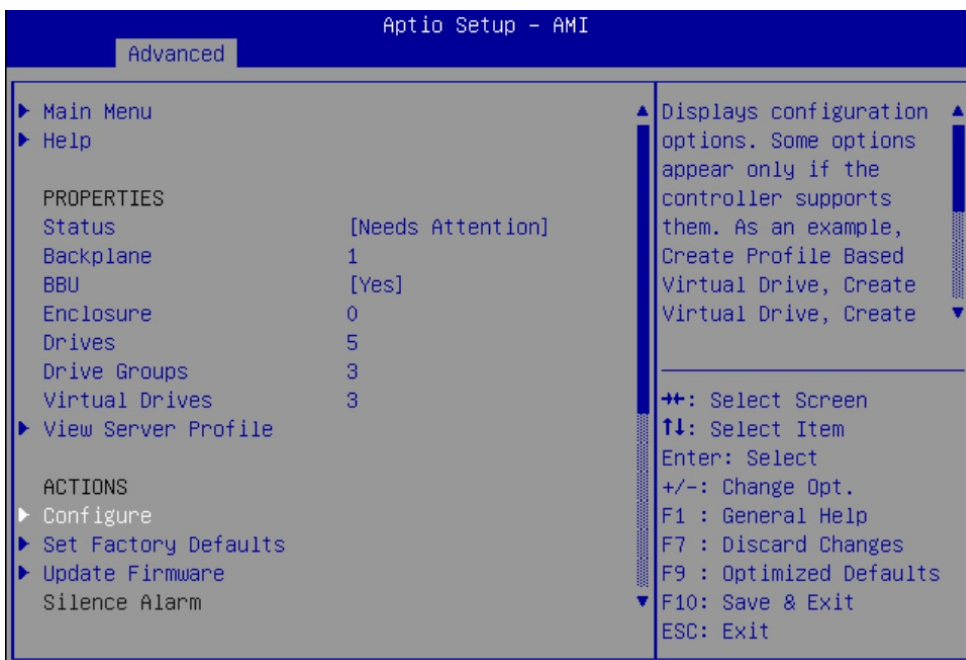 Aptio Setup – AMI
Advanced
Main Menu
Help
PROPERTIES
Status [Needs Attention]
Backplane 1
BBU [Yes]
Enclosure 0
Drives 5
Drive Groups 3
Virtual Drives 3
View Server Profile
ACTIONS
Configure
Set Factory Defaults
Update Firmware
Silence Alarm
Displays configuration
options. Some options
appear only if the
controller supports
them. As an example,
Create Profile Based
Virtual Drive, Create
Virtual Drive, Create
→←: Select Screen
↑↓: Select Item
Enter: Select
+/-: Change Opt.
F1 : General Help
F7 : Discard Changes
F9 : Optimized Defaults
F10: Save & Exit
ESC: Exit